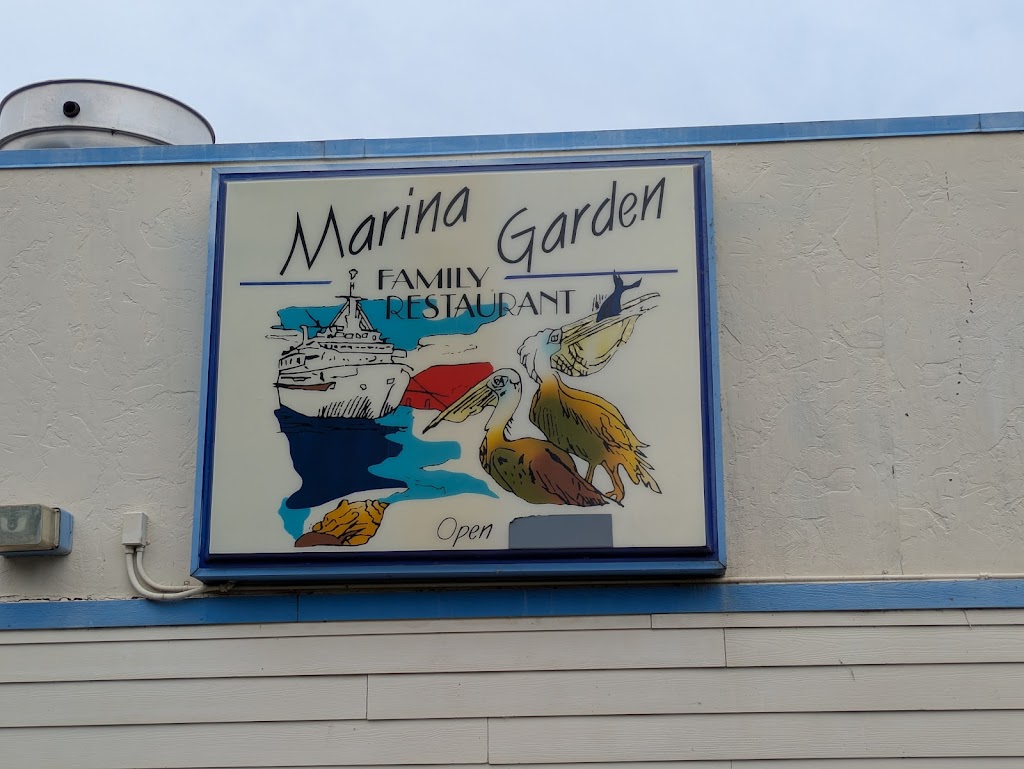 Marina Garden
FAMILY
RESTAURANT
Open